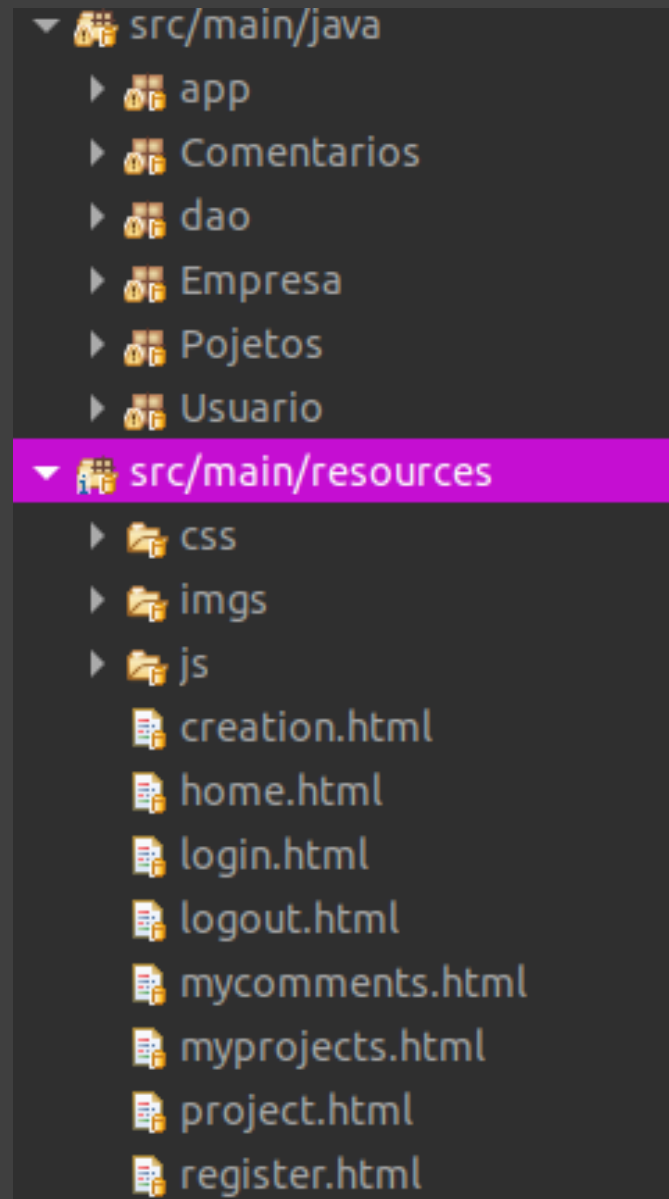 src/main/java
app
Comentarios
dao
Empresa
Pojetos
Usuario
src/main/resources
css
imgs
js
creation.html
home.html
login.html
logout.html
mycomments.html
myprojects.html
project.html
register.html